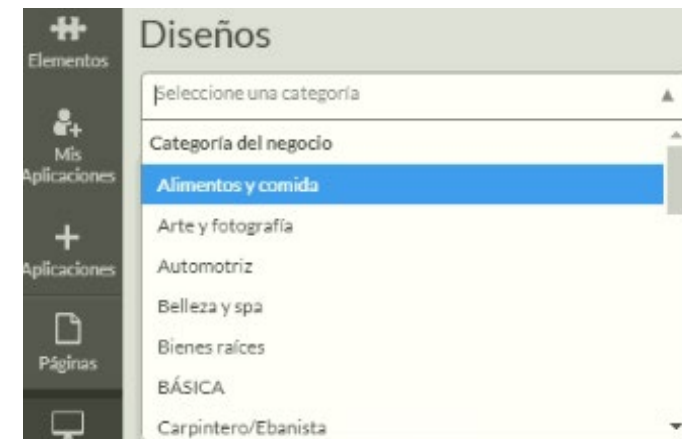 Elementos
Mis
Aplicaciones
Aplicaciones
Páginas
Diseños
Seleccione una categoría
Categoría del negocio
Alimentos y comida
Arte y fotografía
Automotriz
Belleza y spa
Bienes raíces
BÁSICA
Carpintero/Ebanista